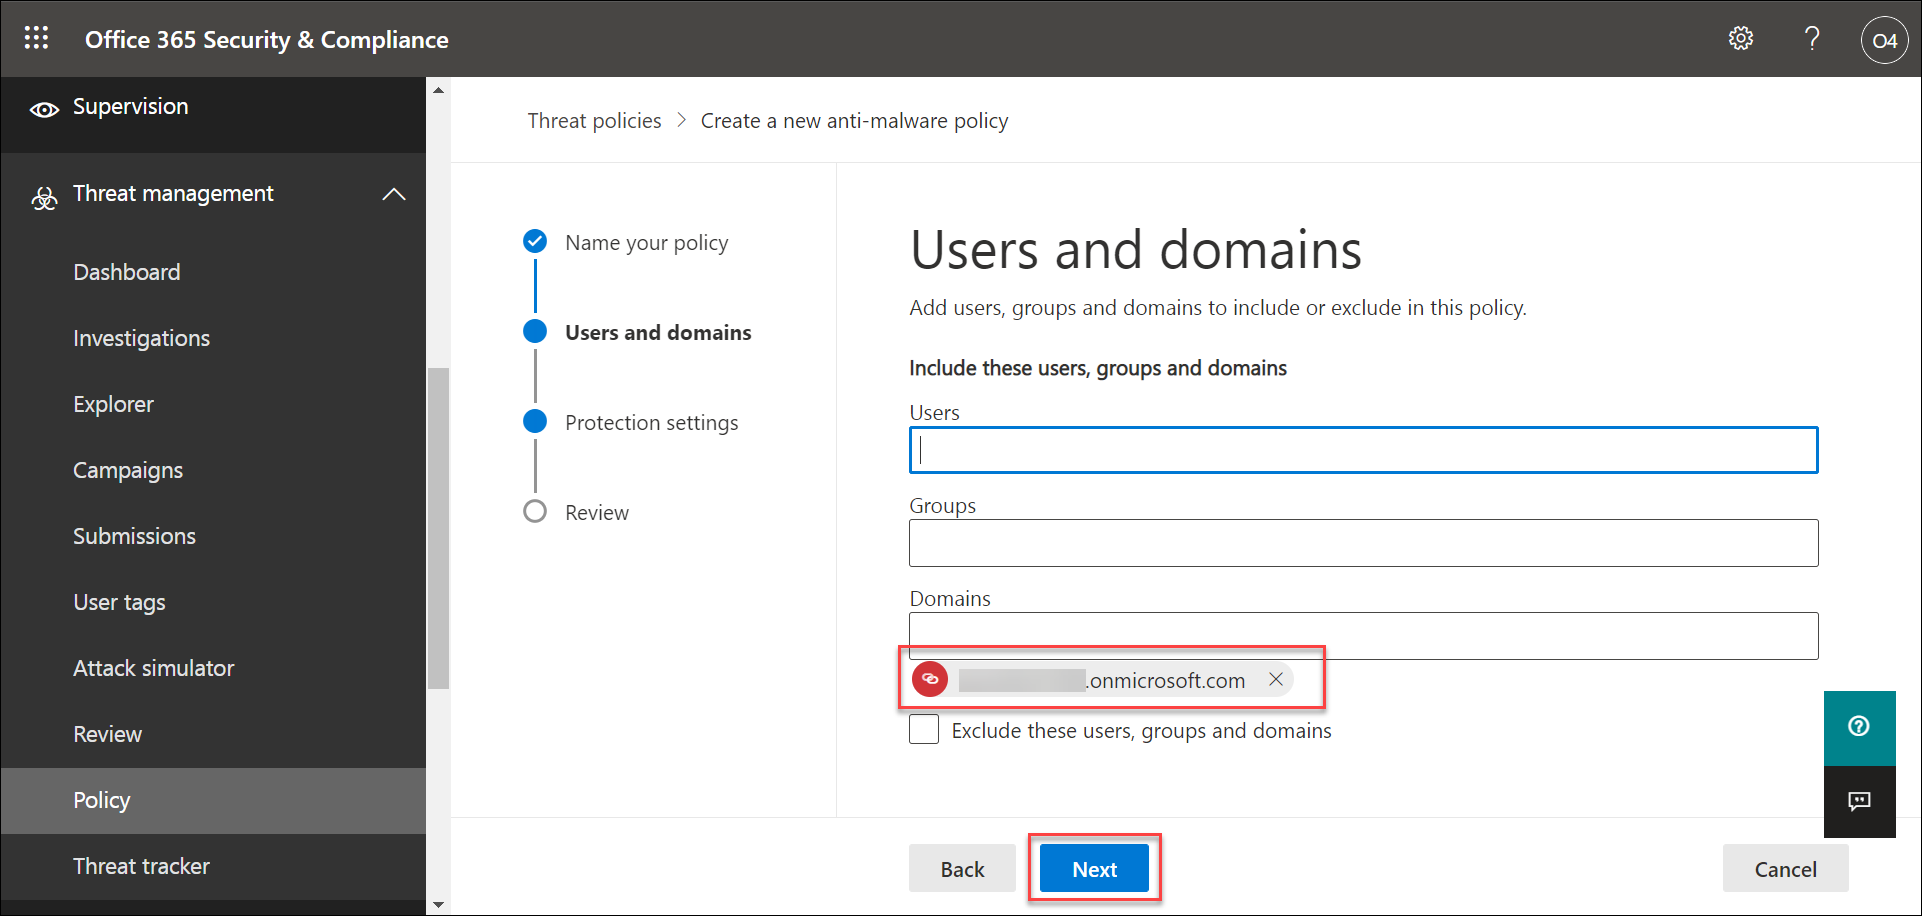 Office 365 Security & Compliance
?
O4
Supervision
Threat management
Dashboard
Investigations
Explorer
Campaigns
Submissions
User tags
Attack simulator
Review
Policy
Threat tracker
Threat policies > Create a new anti-malware policy
Name your policy
Users and domains
Protection settings
Review
Users and domains
Add users, groups and domains to include or exclude in this policy.
Include these users, groups and domains
Users
Groups
Domains
.onmicrosoft.com
Exclude these users, groups and domains
Back
Next
Cancel